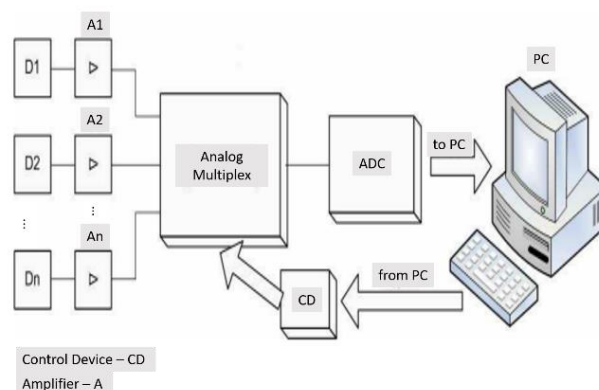 A1
D1
A2
D2
An
Dn
Analog
Multiplex
ADC
to PC
PC
from PC
CD
Control Device – CD
Amplifier – A